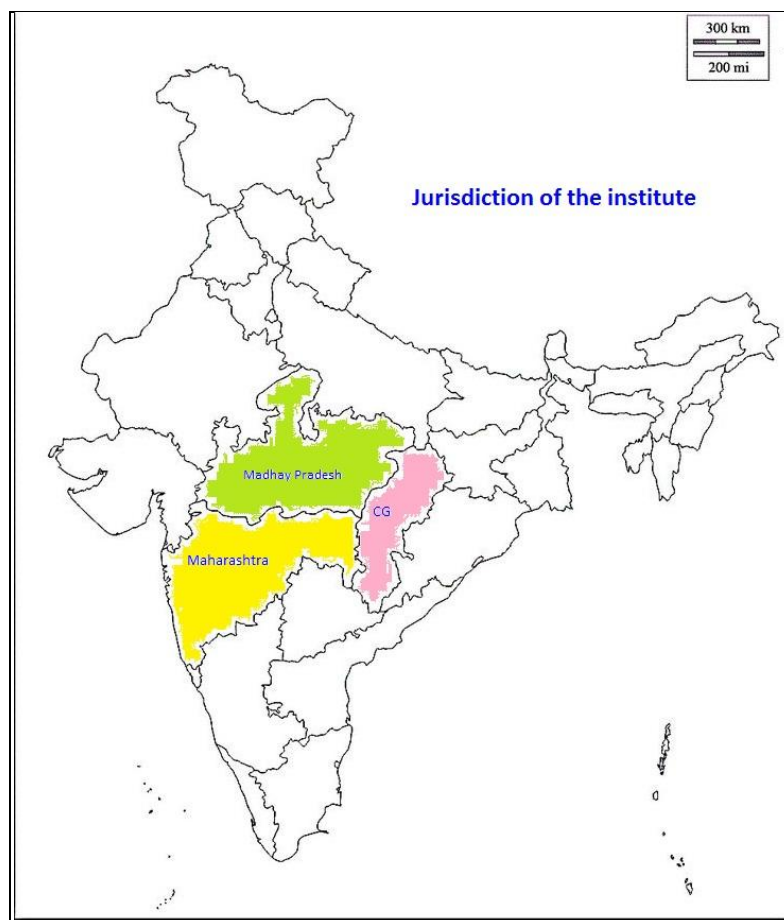 300 km
200 mi
Jurisdiction of the institute
Madhay Pradesh
CG
Maharashtra